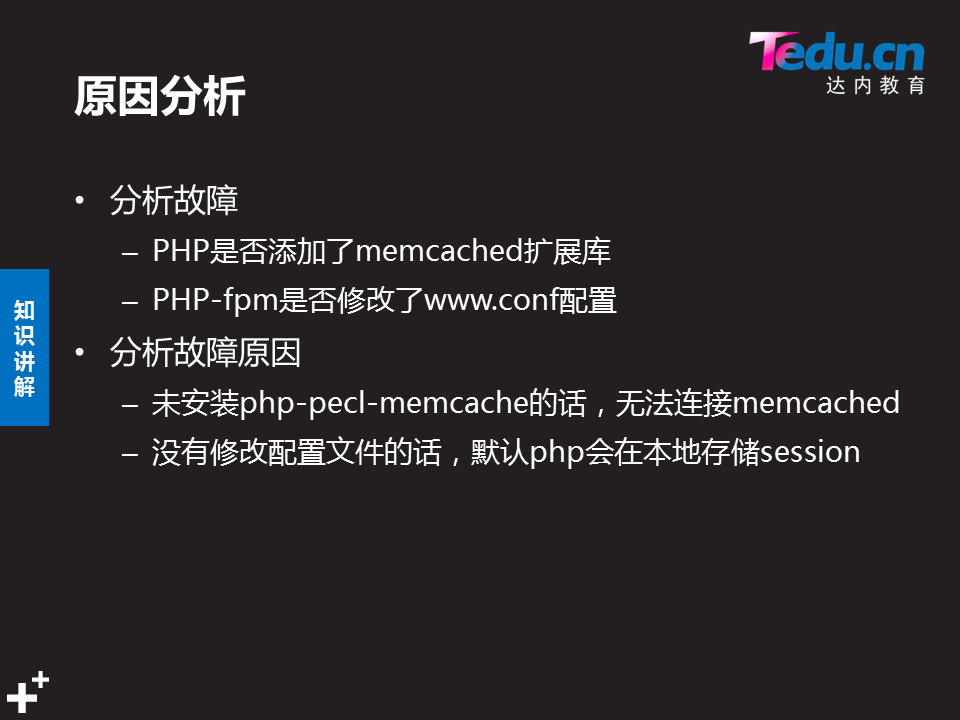 Tedu.cn
达内教育
原因分析
• 分析故障
– PHP是否添加了memcached扩展库
– PHP-fpm是否修改了www.conf配置
• 分析故障原因
– 未安装php-pecl-memcache的话，无法连接memcached
– 没有修改配置文件的话，默认php会在本地存储session
知识讲解